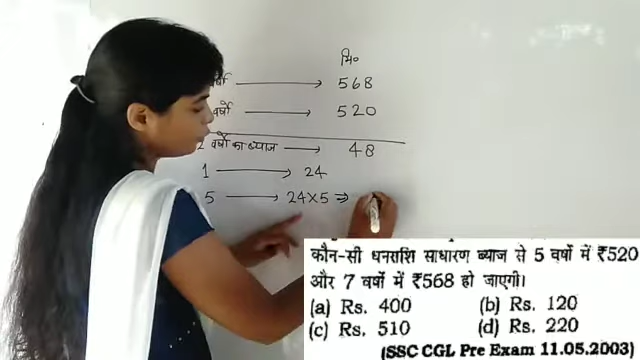 मि०
वर्षों → 568
वर्षों → 520
2 वर्षों का ब्याज → 48
1 → 24
5 → 24×5 ⇒
कौन-सी धनराशि साधारण ब्याज से 5 वर्षों में ₹520
और 7 वर्षों में ₹568 हो जाएगी।
(a) Rs. 400 (b) Rs. 120
(c) Rs. 510 (d) Rs. 220
(SSC CGL Pre Exam 11.05.2003)